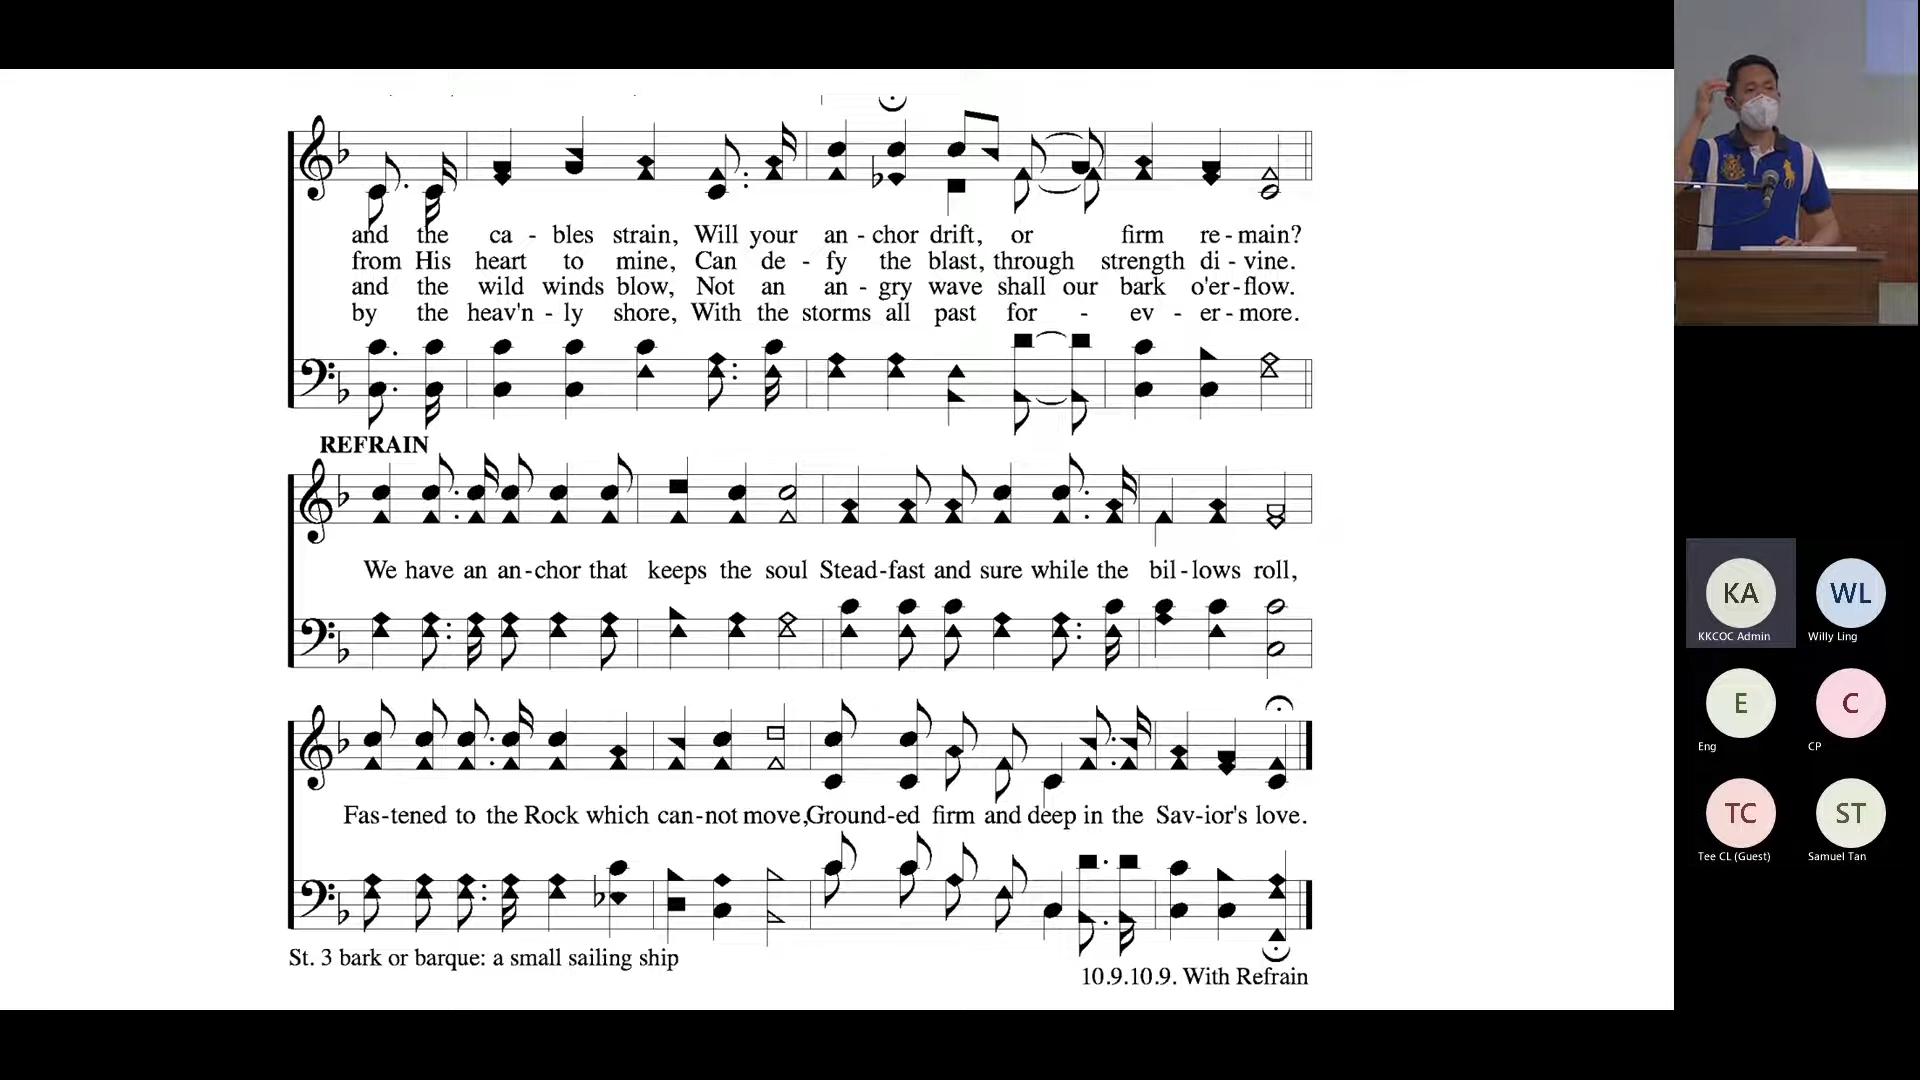 and the ca - bles strain, Will your an - chor drift, or firm re - main?
from His heart to mine, Can de - fy the blast, through strength di - vine.
and the wild winds blow, Not an an - gry wave shall our bark o'er - flow.
by the heav'n - ly shore, With the storms all past for - ev - er - more.
REFRAIN
We have an an - chor that keeps the soul Stead - fast and sure while the bil - lows roll,
Fas - tened to the Rock which can - not move, Ground - ed firm and deep in the Sav - ior's love.
St. 3 bark or barque: a small sailing ship
10.9.10.9. With Refrain
KA
KKCOC Admin
WL
Willy Ling
E
Eng
C
CP
TC
Tee CL (Guest)
ST
Samuel Tan